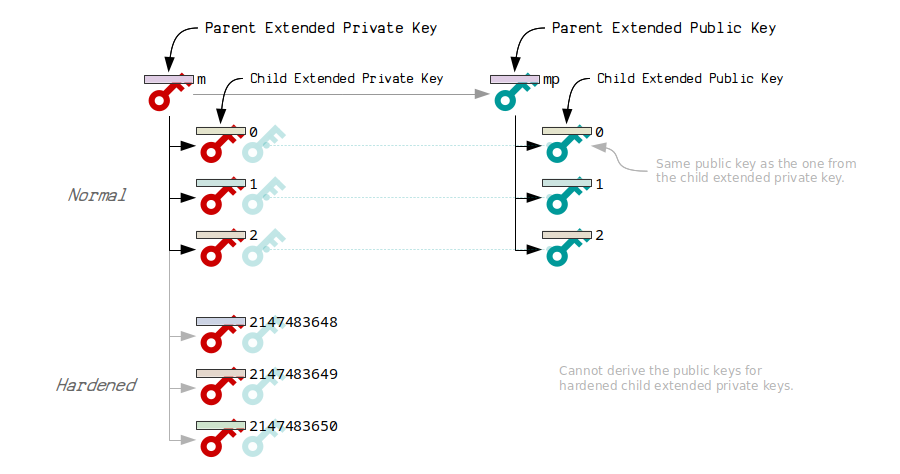 Parent Extended Private Key
Parent Extended Public Key
m
Child Extended Private Key
mp
Child Extended Public Key
0
0
Same public key as the one from
the child extended private key.
Normal
1
1
2
2
2147483648
Hardened
2147483649
Cannot derive the public keys for
hardened child extended private keys.
2147483650